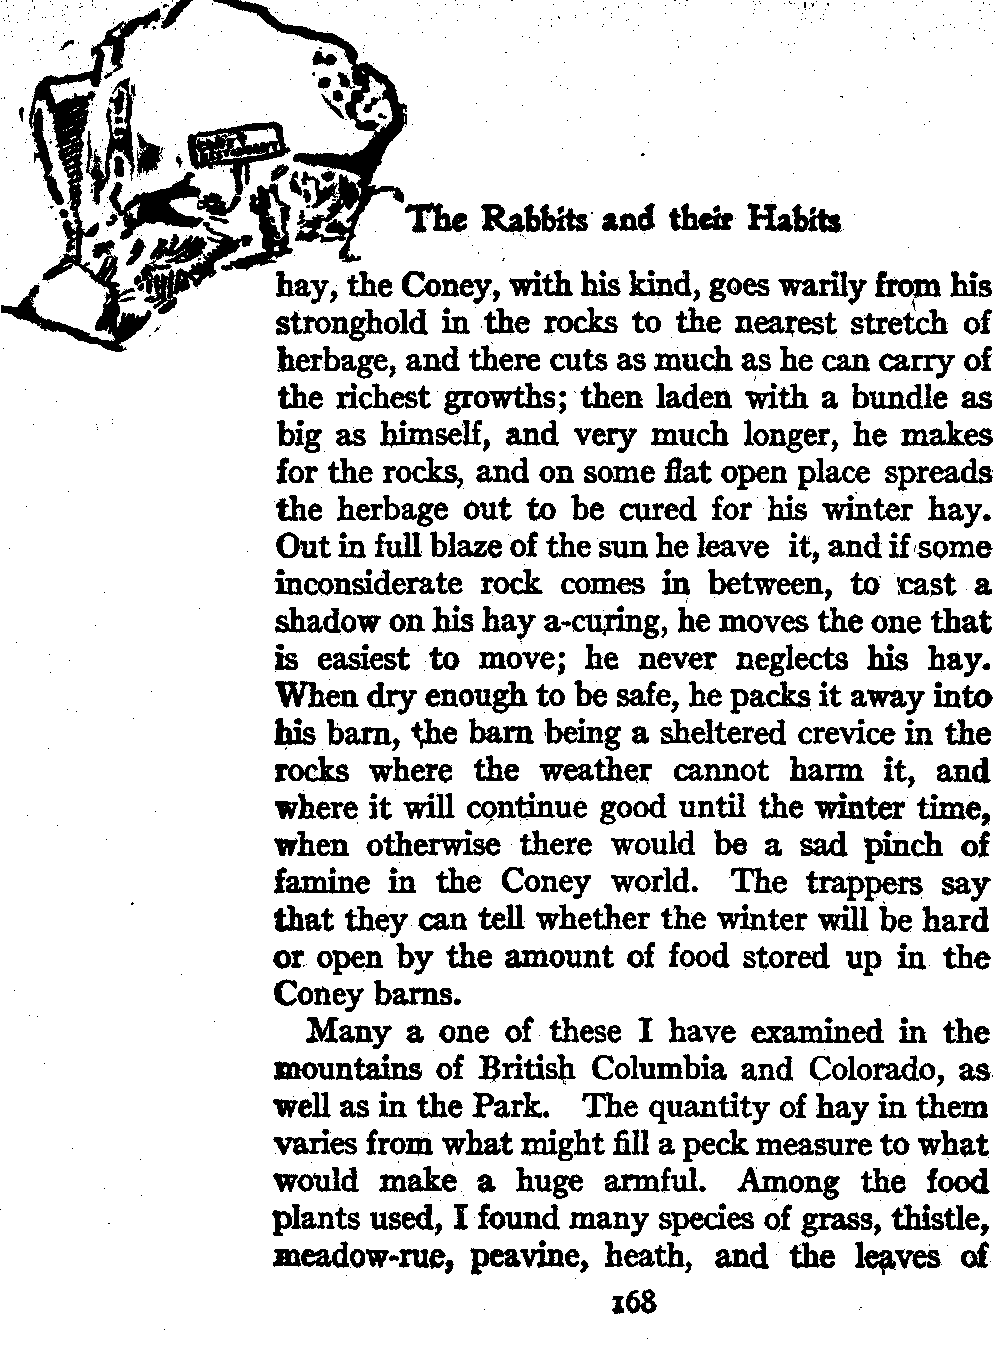 The Rabbits and their Habits
hay, the Coney, with his kind, goes warily from his
stronghold in the rocks to the nearest stretch of
herbage, and there cuts as much as he can carry of
the richest growths; then laden with a bundle as
big as himself, and very much longer, he makes
for the rocks, and on some flat open place spreads
the herbage out to be cured for his winter hay.
Out in full blaze of the sun he leave it, and if some
inconsiderate rock comes in between, to cast a
shadow on his hay a-curing, he moves the one that
is easiest to move; he never neglects his hay.
When dry enough to be safe, he packs it away into
his barn, the barn being a sheltered crevice in the
rocks where the weather cannot harm it, and
where it will continue good until the winter time,
when otherwise there would be a sad pinch of
famine in the Coney world. The trappers say
that they can tell whether the winter will be hard
or open by the amount of food stored up in the
Coney barns.
Many a one of these I have examined in the
mountains of British Columbia and Colorado, as
well as in the Park. The quantity of hay in them
varies from what might fill a peck measure to what
would make a huge armful. Among the food
plants used, I found many species of grass, thistle,
meadow-rue, peavine, heath, and the leaves of
168